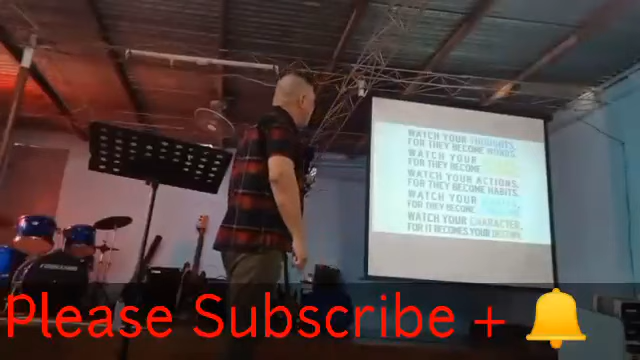 WATCH YOUR THOUGHTS,
FOR THEY BECOME WORDS.
WATCH YOUR
FOR THEY BECOME
WATCH YOUR ACTIONS,
FOR THEY BECOME HABITS.
WATCH YOUR
FOR THEY BECOME
WATCH YOUR CHARACTER,
FOR IT BECOMES YOUR
Please Subscribe + 🔔